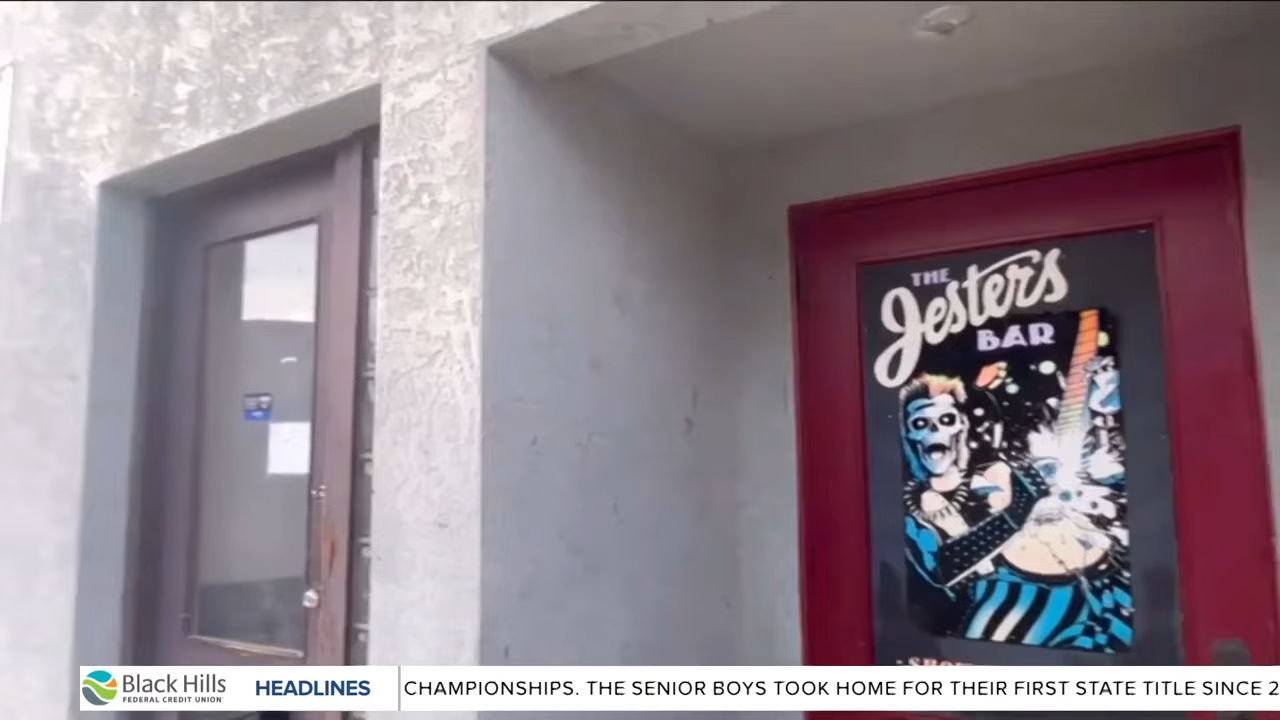 THE
Jester's
BAR
Black Hills
FEDERAL CREDIT UNION
HEADLINES
CHAMPIONSHIPS. THE SENIOR BOYS TOOK HOME FOR THEIR FIRST STATE TITLE SINCE 2